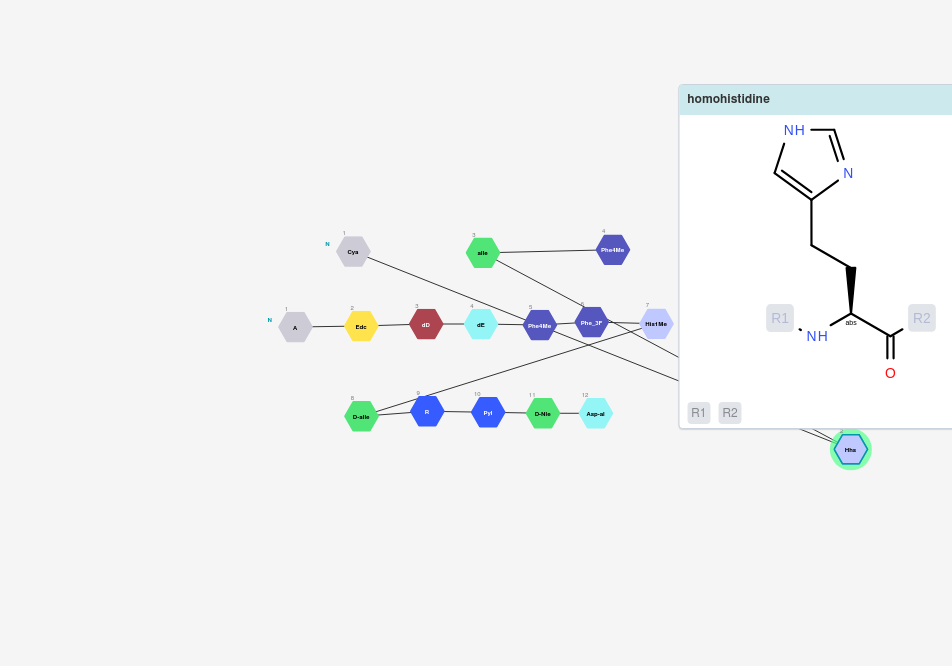 homohistidine
NH
N
R1
NH
abs
R2
O
R1 R2
N
1
Cya
3
aIle
4
Phe4Me
N
1
A
2
Edc
3
dD
4
dE
5
Phe4Me
6
Phe_3F
7
His1Me
8
D-aIle
9
R
10
Pyl
11
D-Nle
12
Asp-al
Hhs